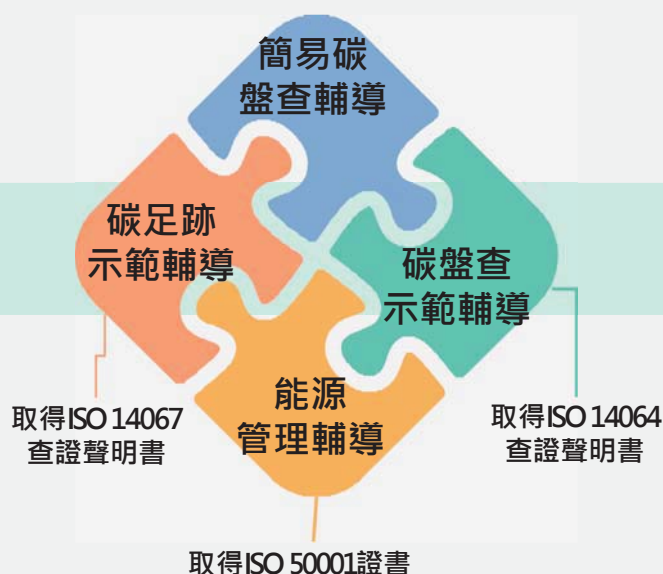 簡易碳
盤查輔導
碳足跡
示範輔導
碳盤查
示範輔導
能源
管理輔導
取得ISO 14067
查證聲明書
取得ISO 14064
查證聲明書
取得ISO 50001證書